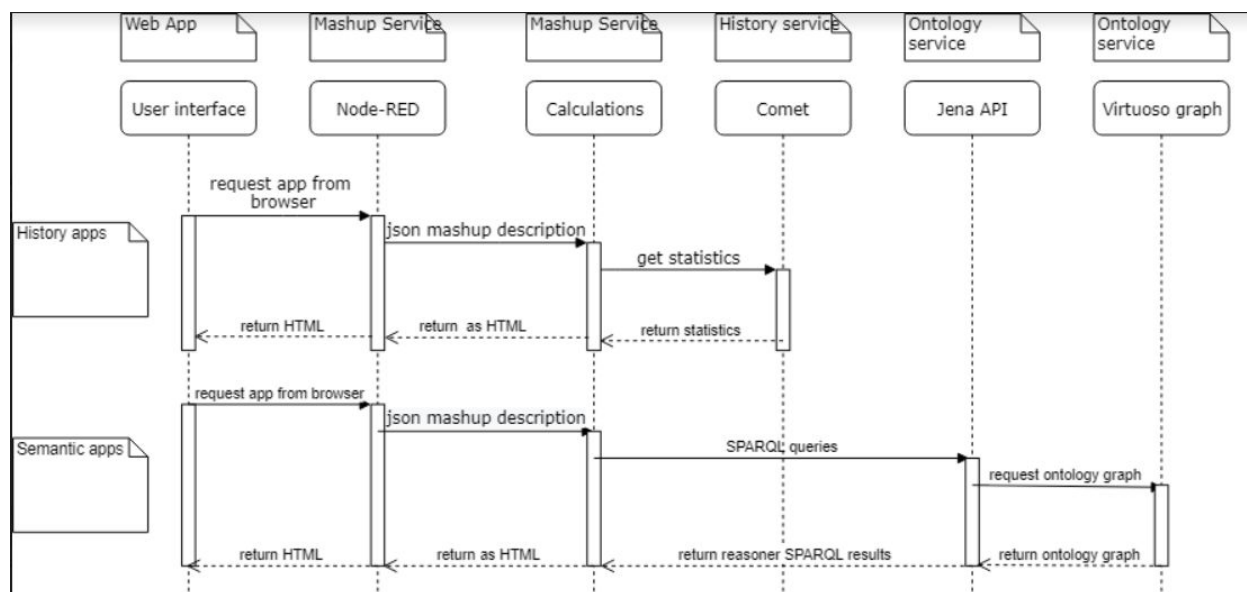 Web App
Mashup Service
Mashup Service
History service
Ontology
service
Ontology
service
User interface
Node-RED
Calculations
Comet
Jena API
Virtuoso graph
request app from
browser
History apps
json mashup description
get statistics
return HTML
return as HTML
return statistics
request app from browser
json mashup description
Semantic apps
SPARQL queries
request ontology graph
return HTML
return as HTML
return reasoner SPARQL results
return ontology graph